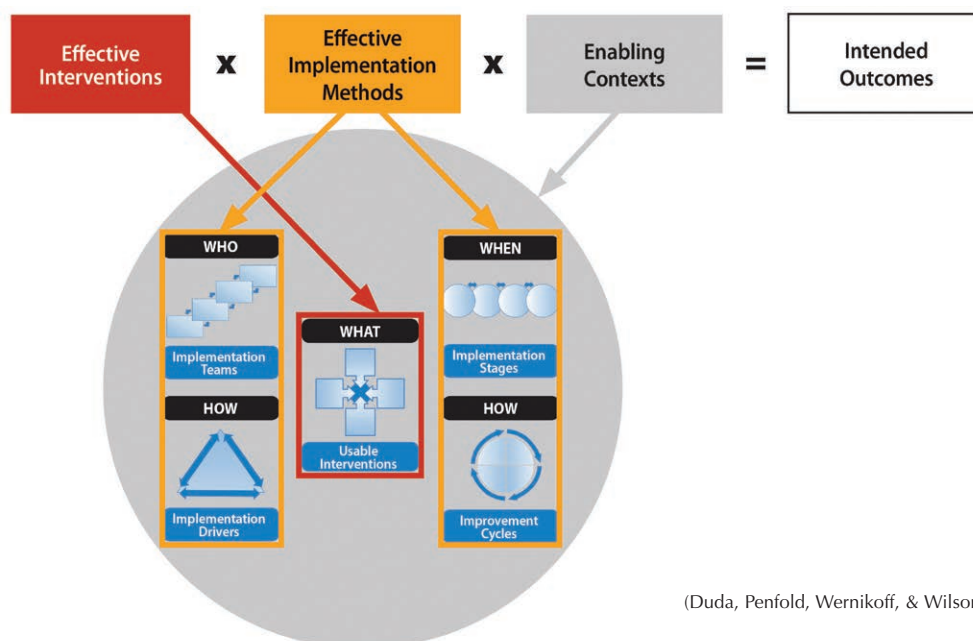 Effective
Interventions
x
Effective
Implementation
Methods
x
Enabling
Contexts
=
Intended
Outcomes
WHO
Implementation
Teams
HOW
Implementation
Drivers
WHAT
Usable
Interventions
WHEN
Implementation
Stages
HOW
Improvement
Cycles
(Duda, Penfold, Wernikoff, & Wilson